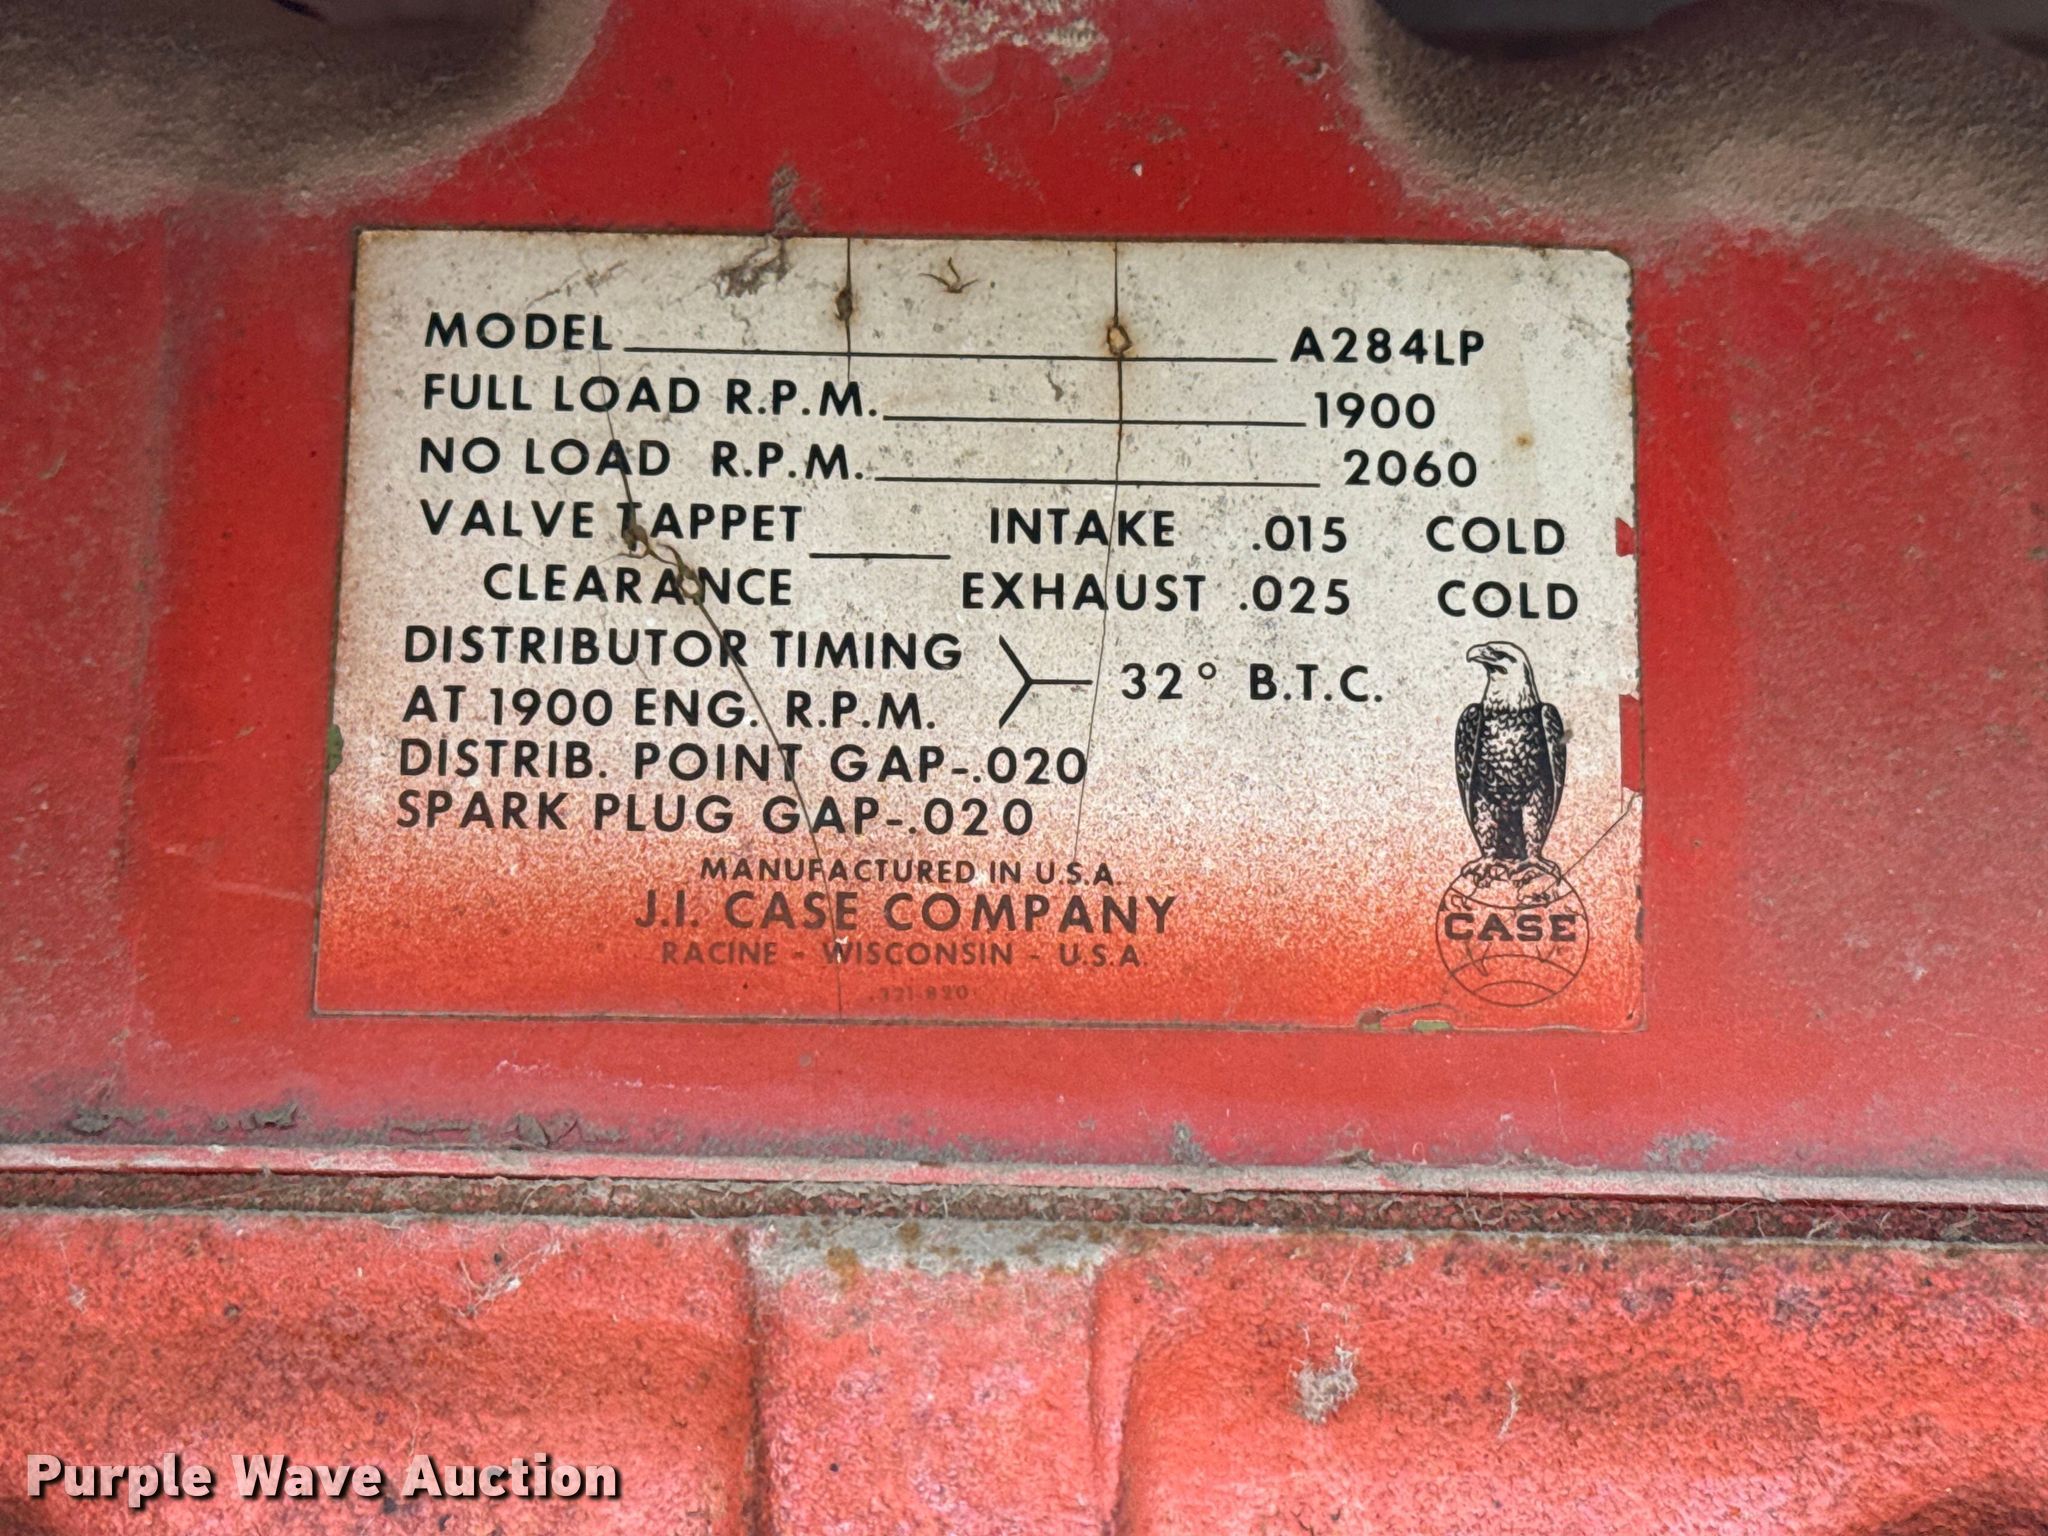 MODEL A284LP
FULL LOAD R.P.M. 1900
NO LOAD R.P.M. 2060
VALVE TAPPET INTAKE .015 COLD
CLEARANCE EXHAUST .025 COLD
DISTRIBUTOR TIMING
AT 1900 ENG. R.P.M. 32° B.T.C.
DISTRIB. POINT GAP-.020
SPARK PLUG GAP-.020
MANUFACTURED IN U.S.A.
J.I. CASE COMPANY
RACINE - WISCONSIN - U.S.A.
CASE
Purple Wave Auction